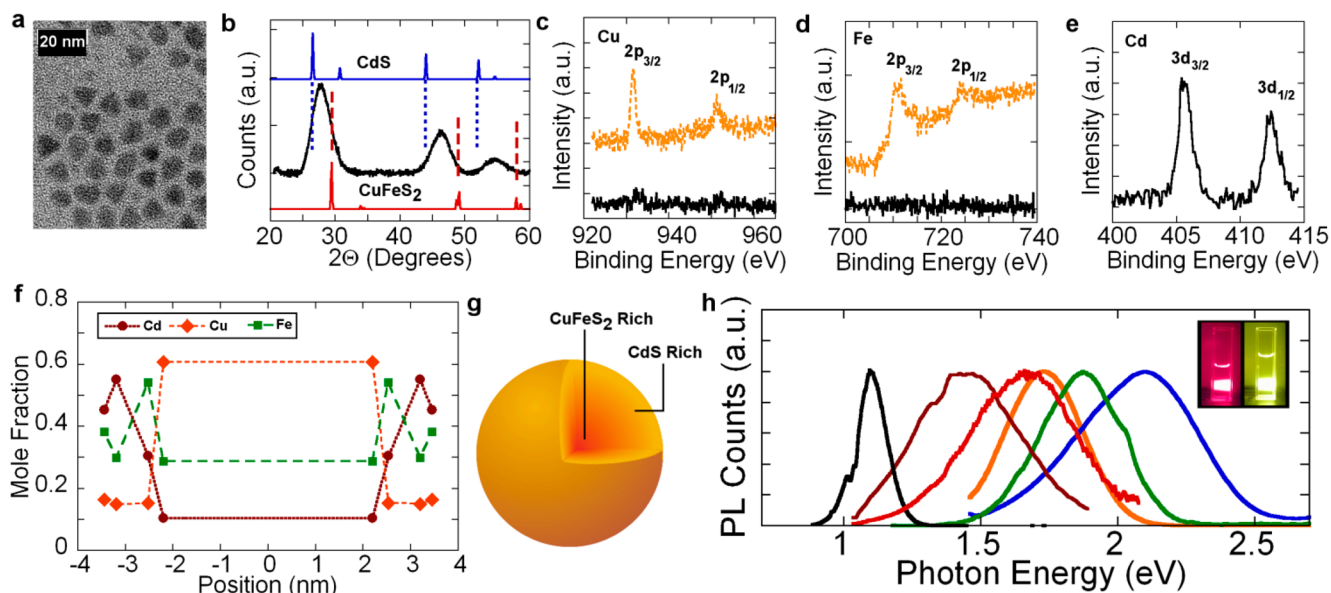 a
20 nm
b
Counts (a.u.)
CdS
CuFeS2
20 30 40 50 60
2Θ (Degrees)
c
Intensity (a.u.)
Cu
2p3/2
2p1/2
920 940 960
Binding Energy (eV)
d
Intensity (a.u.)
Fe
2p3/2
2p1/2
700 720 740
Binding Energy (eV)
e
Intensity (a.u.)
Cd
3d3/2
3d1/2
400 405 410 415
Binding Energy (eV)
f
Mole Fraction
0.8
0.6
0.4
0.2
0
Cd Cu Fe
-4 -3 -2 -1 0 1 2 3 4
Position (nm)
g
CuFeS2 Rich
CdS Rich
h
PL Counts (a.u.)
1 1.5 2 2.5
Photon Energy (eV)